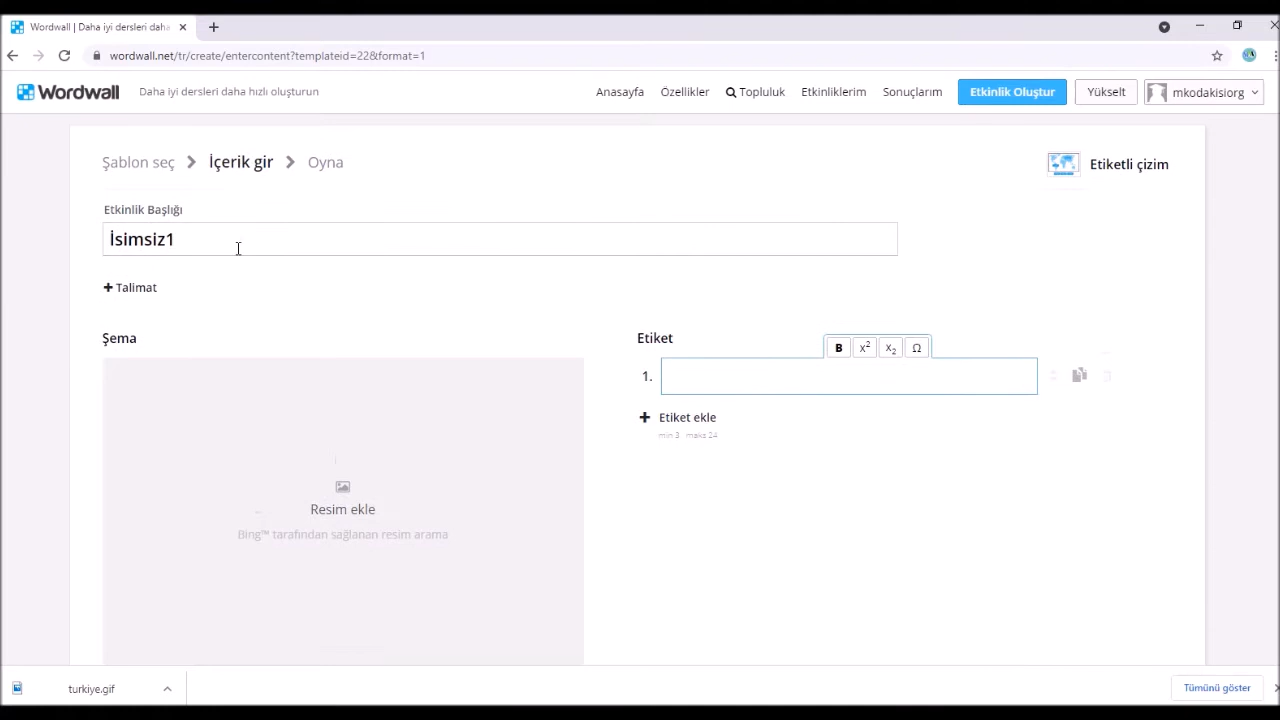 Wordwall | Daha iyi dersleri daha
wordwall.net/tr/create/entercontent?templateid=22&format=1
Wordwall Daha iyi dersleri daha hızlı oluşturun Anasayfa Özellikler Topluluk Etkinliklerim Sonuçlarım Etkinlik Oluştur Yükselt mkodakisiorg
Şablon seç İçerik gir Oyna Etiketli çizim
Etkinlik Başlığı
İsimsiz1
+ Talimat
Şema Etiket
B x² x₂ Ω
1.
+ Etiket ekle
min 3 maks 24
Resim ekle
Bing™ tarafından sağlanan resim arama
turkiye.gif Tümünü göster